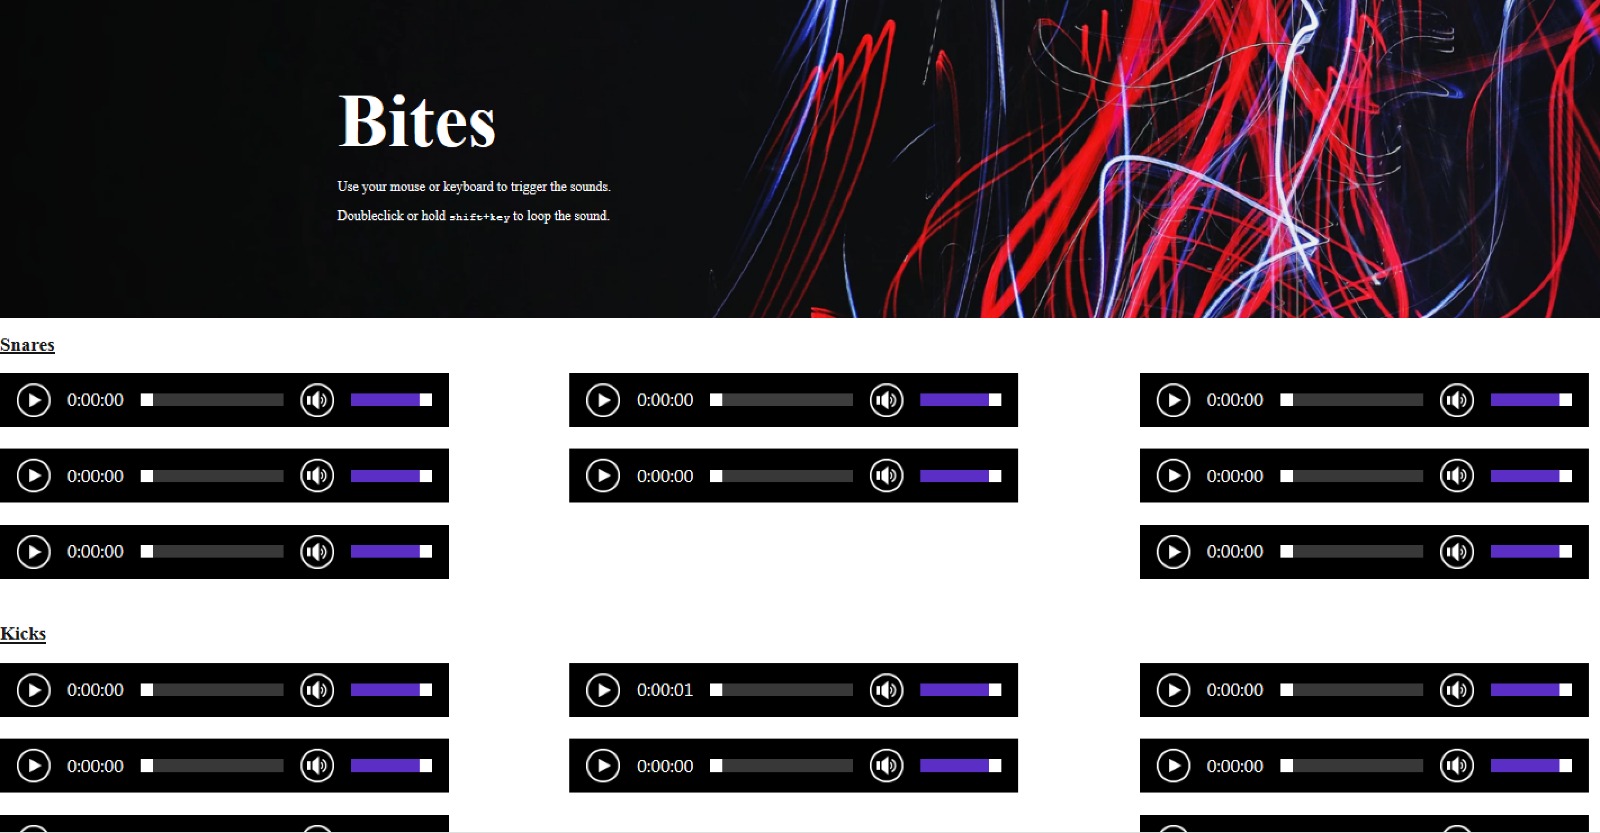 Bites
Use your mouse or keyboard to trigger the sounds.
Doubleclick or hold shift+key to loop the sound.
Snares
0:00:00 0:00:00 0:00:00
0:00:00 0:00:00 0:00:00
0:00:00 0:00:00
Kicks
0:00:00 0:00:01 0:00:00
0:00:00 0:00:00 0:00:00